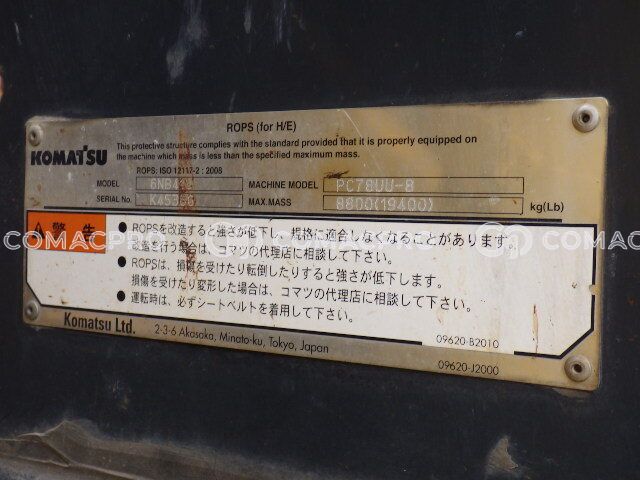 ROPS (for H/E)
KOMATSU
This protective structure complies with the standard provided that it is properly equipped on
the machine which mass is less than the specified maximum mass.
ROPS: ISO 12117-2 : 2008
MODEL MACHINE MODEL PC78UU-8
SERIAL NO. MAX.MASS 8800(19400) kg(Lb)
警告
● ROPSを改造すると強さが低下し、規格に適合しなくなることがあります。
改造を行う場合は、コマツの代理店に相談して下さい。
● ROPSは、損傷を受けたり転倒したりすると強さが低下します。
損傷を受けたり変形した場合は、コマツの代理店に相談して下さい。
● 運転時は、必ずシートベルトを着用して下さい。
09620-B2010
Komatsu Ltd. 2-3-6 Akasaka, Minato-ku, Tokyo, Japan
09620-J2000
COMACPRO COMACPRO COMACPRO